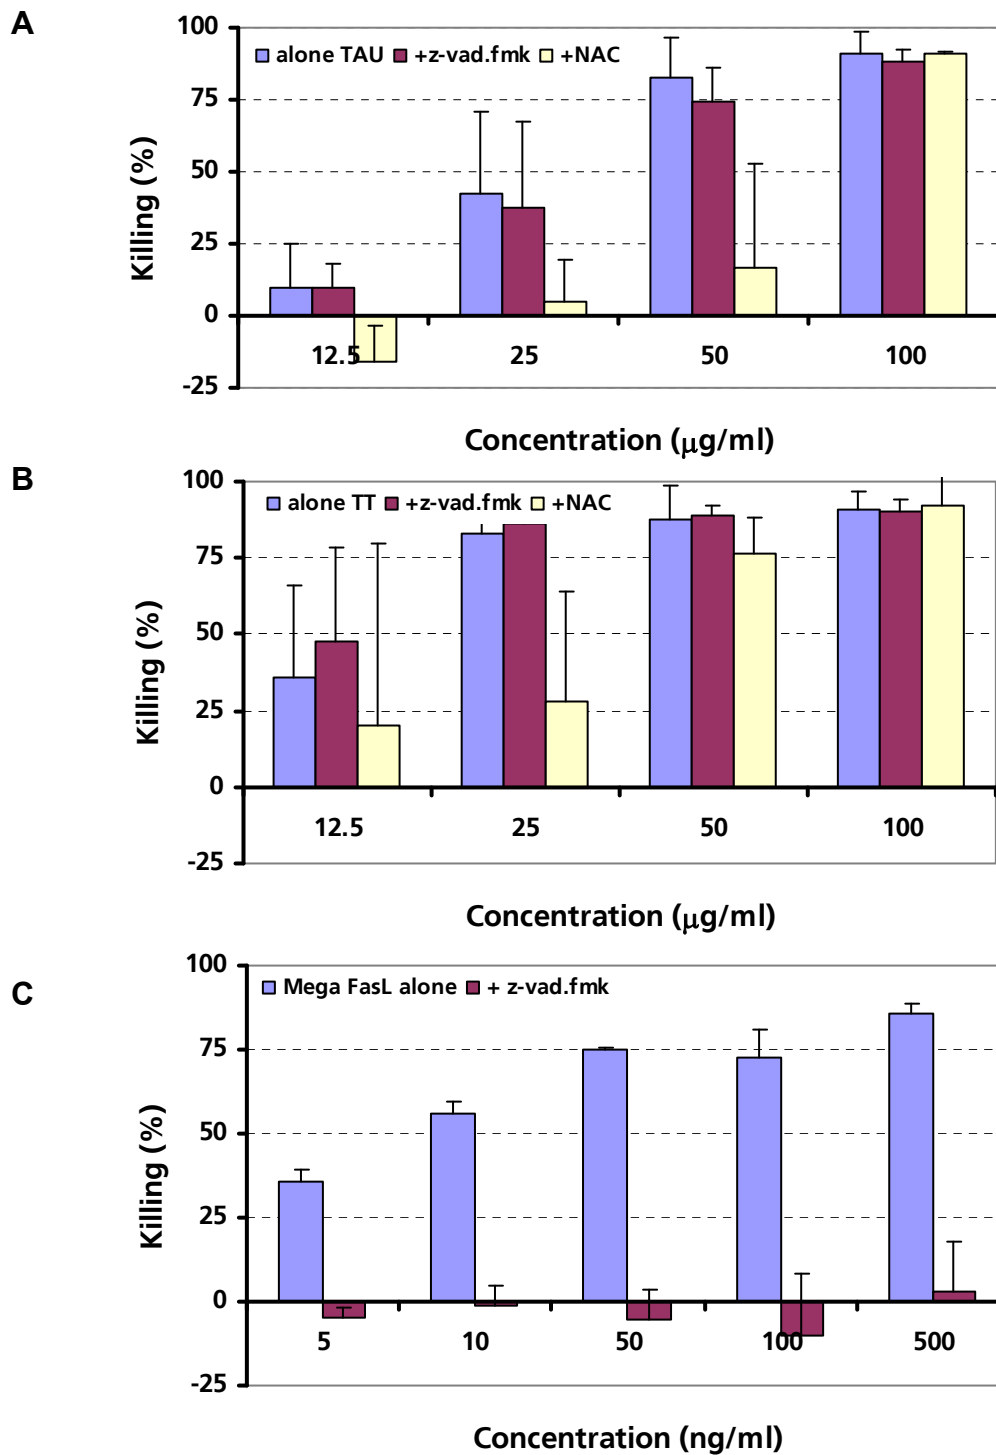 A
100
alone TAU +z-vad.fmk +NAC
75
50
25
0
-25
Killing (%)
12.5 25 50 100
Concentration (μg/ml)
B
100
alone TT +z-vad.fmk +NAC
75
50
25
0
-25
Killing (%)
12.5 25 50 100
Concentration (μg/ml)
C
100
Mega FasL alone + z-vad.fmk
75
50
25
0
-25
Killing (%)
5 10 50 100 500
Concentration (ng/ml)